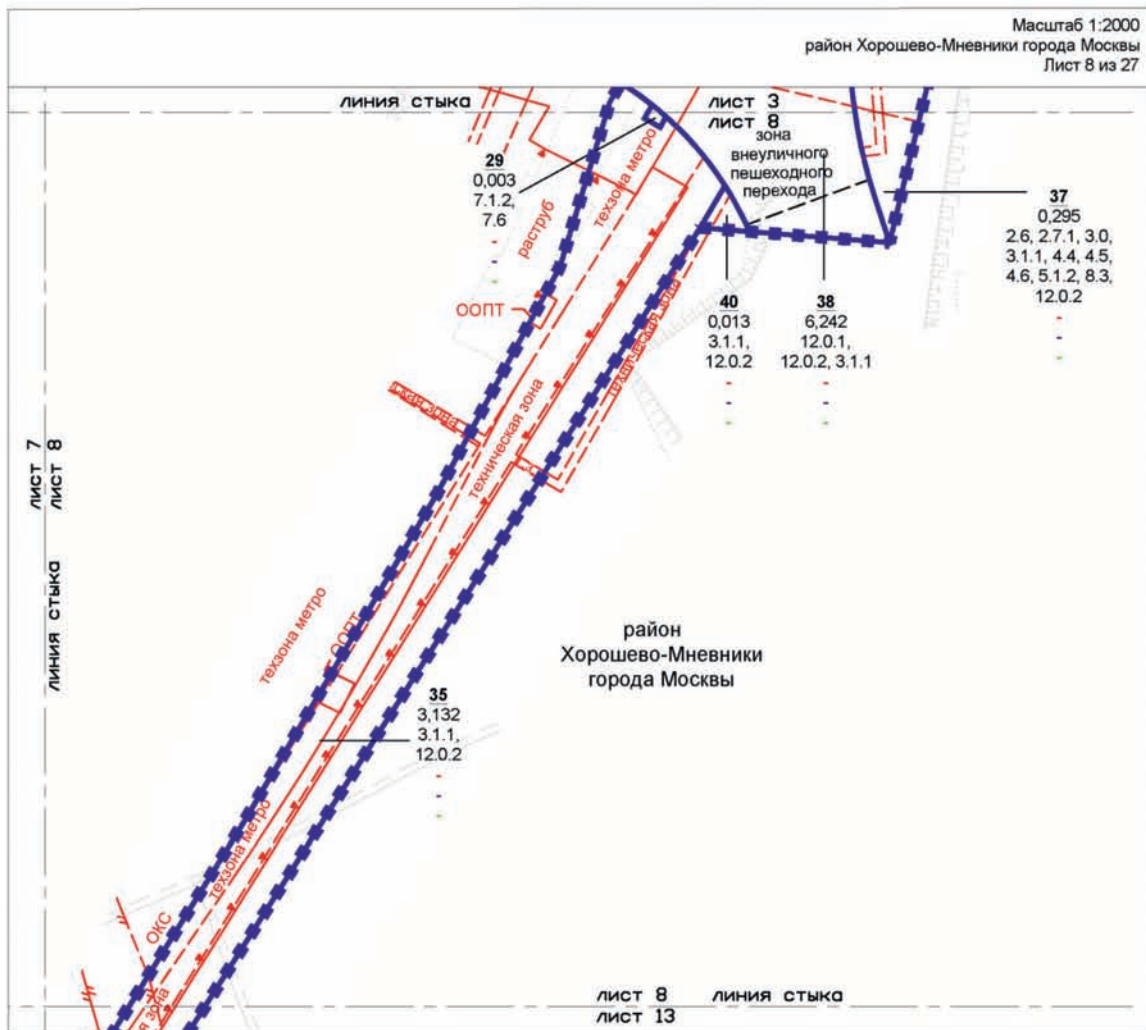 Масштаб 1:2000
район Хорошево-Мневники города Москвы
Лист 8 из 27
линия стыка
лист 3
лист 8
зона
внеуличного
пешеходного
перехода
29
0,003
7.1.2,
7.6
-
-
-
раструб
техзона метро
ООПТ
37
0,295
2.6, 2.7.1, 3.0,
3.1.1, 4.4, 4.5,
4.6, 5.1.2, 8.3,
12.0.2
-
-
-
40
0,013
3.1.1,
12.0.2
-
-
-
38
6,242
12.0.1,
12.0.2, 3.1.1
-
-
-
техническая зона
ская зона
техническая зона
лист 7
лист 8
линия стыка
техзона метро
ООПТ
район
Хорошево-Мневники
города Москвы
35
3,132
3.1.1,
12.0.2
-
-
-
техзона метро
ОКС
я зона
лист 8
линия стыка
лист 13